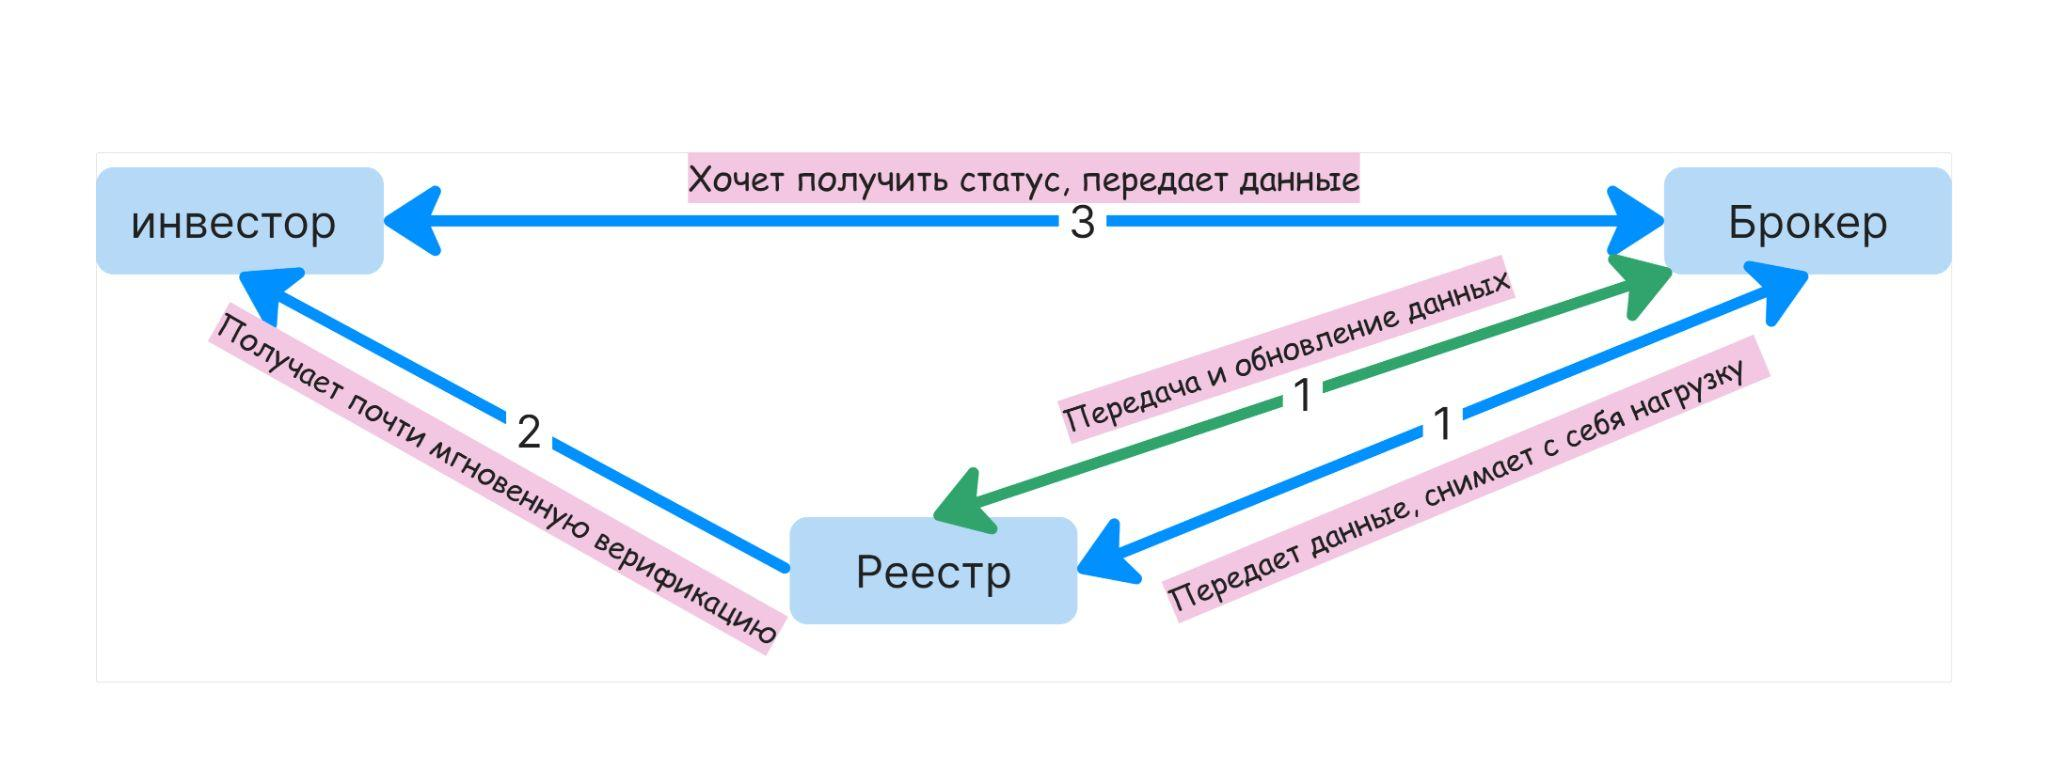 Хочет получить статус, передает данные
инвестор
3
Брокер
Передача и обновление данных
1
Получает почти мгновенную верификацию
2
1
Передает данные, снимает с себя нагрузку
Реестр